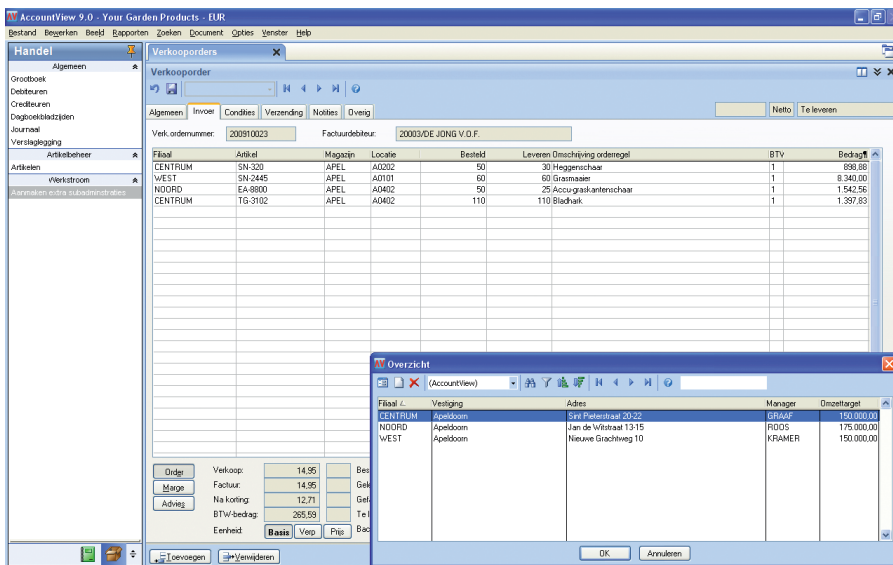 AccountView 9.0 - Your Garden Products - EUR
Bestand Bewerken Beeld Rapporten Zoeken Document Opties Venster Help
Handel
Algemeen
Grootboek
Debiteuren
Crediteuren
Dagboekbladzijden
Journaal
Verslaglegging
Artikelbeheer
Artikelen
Werkstroom
Aanmaken extra subadminstraties
Verkooporders
Verkooporder
Algemeen Invoer Condities Verzending Notities Overig
Netto Te leveren
Verk.ordernummer: 200910023 Factuurdebiteur: 20003/DE JONG V.O.F.
Filiaal Artikel Magazijn Locatie Besteld Leveren Omschrijving orderregel BTV Bedrag¶
CENTRUM SN-320 APEL A0202 50 30 Heggenschaar 1 898,88
WEST SN-2445 APEL A0101 60 60 Grasmaaier 1 8.340,00
NOORD EA-8800 APEL A0402 50 25 Accu-graskantenschaar 1 1.542,56
CENTRUM TG-3102 APEL A0402 110 110 Bladhark 1 1.397,83
Order
Marge
Advies
Verkoop: 14,95 Bes
Factuur: 14,95 Gele
Na korting: 12,71 Gef
BTW-bedrag: 265,59 Te l
Eenheid: Basis Verp Prijs Bac
Toevoegen Verwijderen
Overzicht
(AccountView)
Filiaal Vestiging Adres Manager Omzettarget
CENTRUM Apeldoorn Sint Pieterstraat 20-22 GRAAF 150.000,00
NOORD Apeldoorn Jan de Witstraat 13-15 ROOS 175.000,00
WEST Apeldoorn Nieuwe Grachtweg 10 KRAMER 150.000,00
OK Annuleren